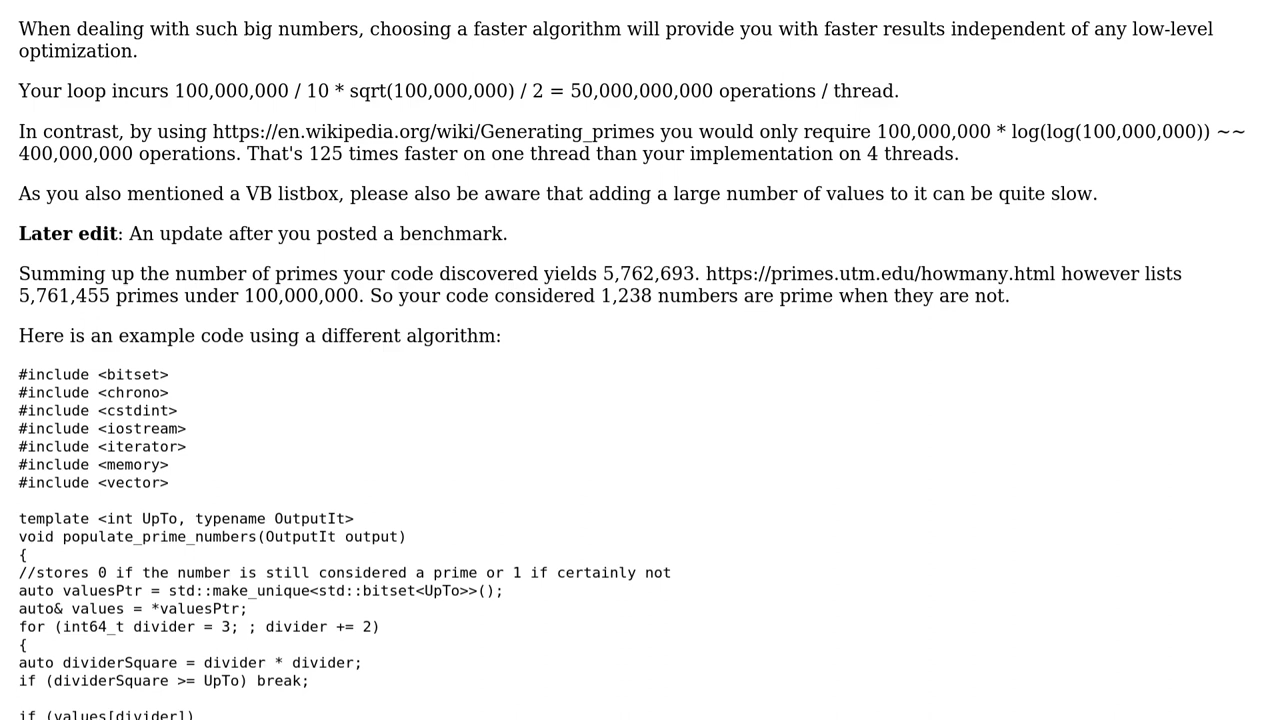 When dealing with such big numbers, choosing a faster algorithm will provide you with faster results independent of any low-level
optimization.
Your loop incurs 100,000,000 / 10 * sqrt(100,000,000) / 2 = 50,000,000,000 operations / thread.
In contrast, by using https://en.wikipedia.org/wiki/Generating_primes you would only require 100,000,000 * log(log(100,000,000)) ~~
400,000,000 operations. That's 125 times faster on one thread than your implementation on 4 threads.
As you also mentioned a VB listbox, please also be aware that adding a large number of values to it can be quite slow.
Later edit: An update after you posted a benchmark.
Summing up the number of primes your code discovered yields 5,762,693. https://primes.utm.edu/howmany.html however lists
5,761,455 primes under 100,000,000. So your code considered 1,238 numbers are prime when they are not.
Here is an example code using a different algorithm:
#include <bitset>
#include <chrono>
#include <cstdint>
#include <iostream>
#include <iterator>
#include <memory>
#include <vector>
template <int UpTo, typename OutputIt>
void populate_prime_numbers(OutputIt output)
{
//stores 0 if the number is still considered a prime or 1 if certainly not
auto valuesPtr = std::make_unique<std::bitset<UpTo>>();
auto& values = *valuesPtr;
for (int64_t divider = 3; ; divider += 2)
{
auto dividerSquare = divider * divider;
if (dividerSquare >= UpTo) break;
if (values[divider])